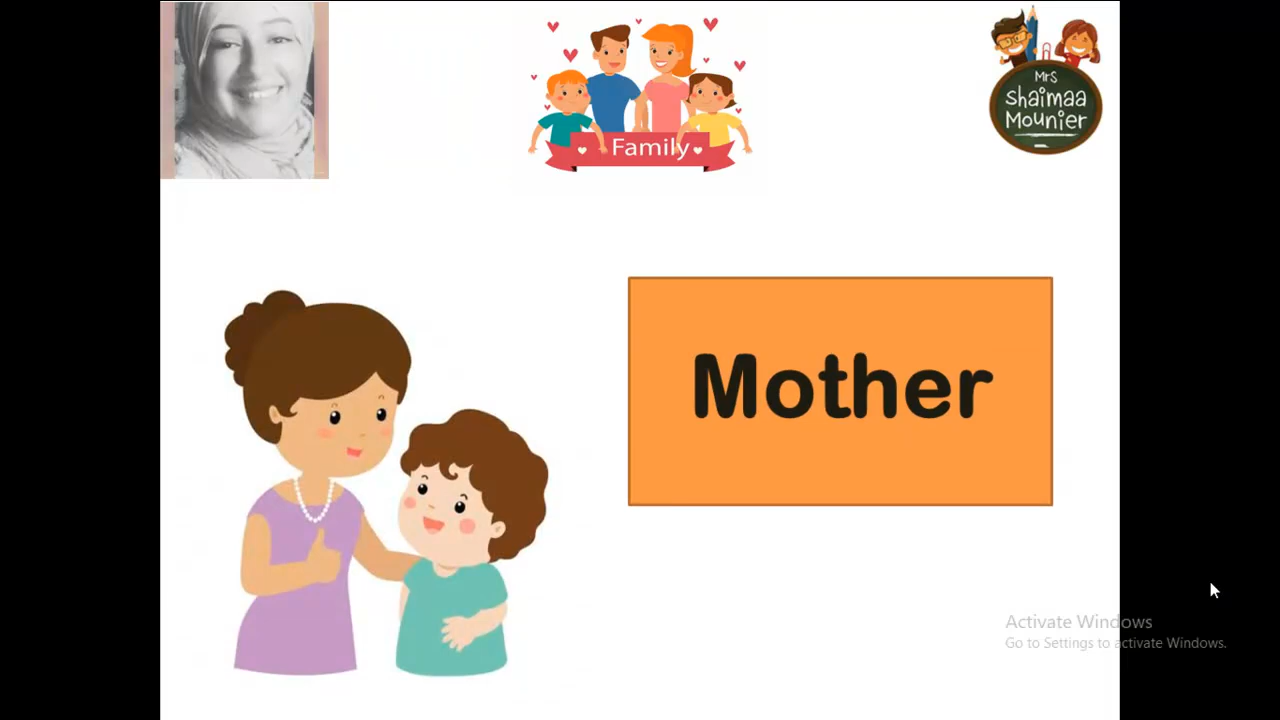 Family
Mrs
Shaimaa
Mounier
Mother
Activate Windows
Go to Settings to activate Windows.